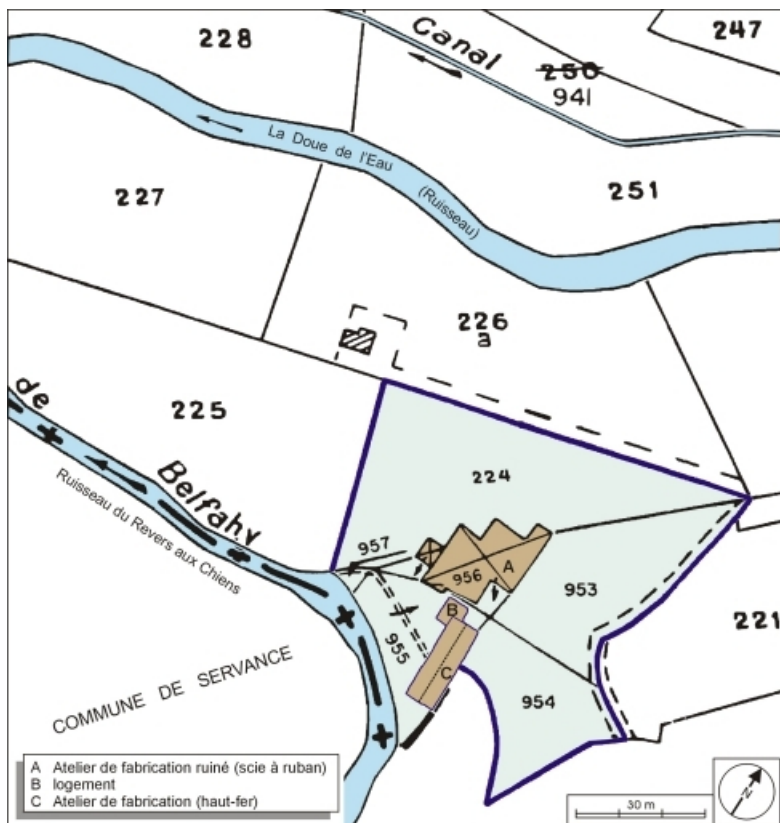 228
Canal
247
250
941
La Doue de l'Eau
(Ruisseau)
227
251
226
a
225
de
Belfahy
Ruisseau du Revers aux Chiens
224
957
956
A
953
B
955
C
954
221
COMMUNE DE SERVANCE
A Atelier de fabrication ruiné (scie à ruban)
B logement
C Atelier de fabrication (haut-fer)
30 m
N